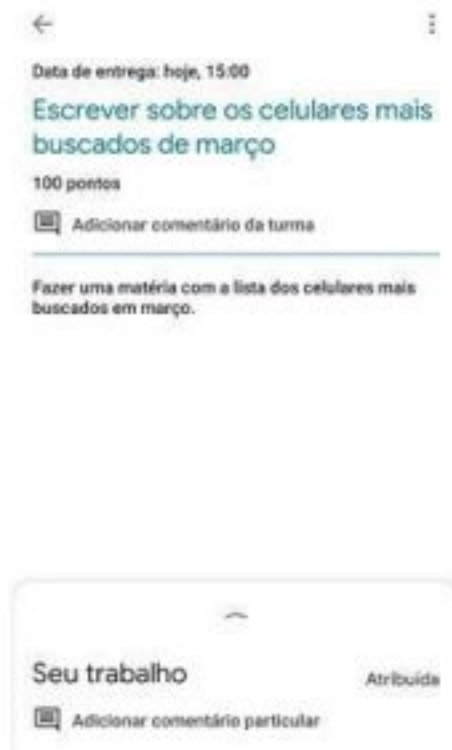 Data de entrega: hoje, 15:00
Escrever sobre os celulares mais
buscados de março
100 pontos
Adicionar comentário da turma
Fazer uma matéria com a lista dos celulares mais
buscados em março.
Seu trabalho
Atribuída
Adicionar comentário particular